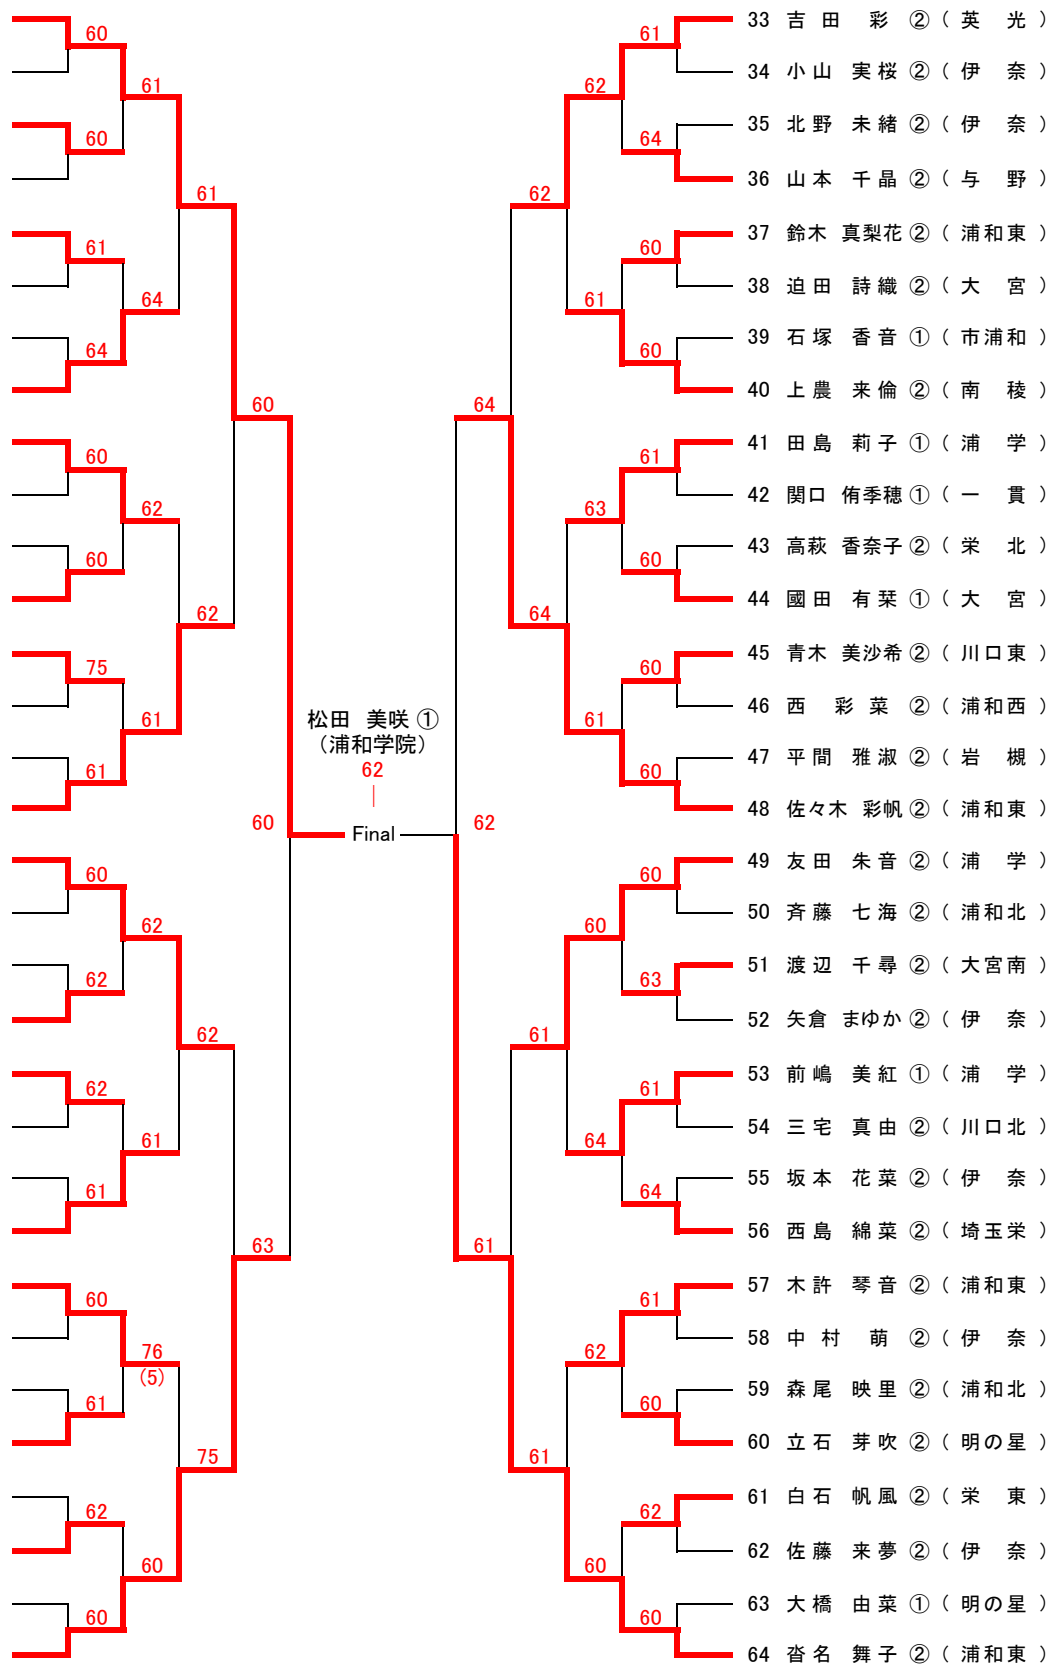 33 吉田 彩 ② ( 英 光 )
60 61
34 小山 実桜 ② ( 伊 奈 )
61 62
35 北野 未緒 ② ( 伊 奈 )
60 64
36 山本 千晶 ② ( 与 野 )
61 62
37 鈴木 真梨花 ② ( 浦和東 )
61 60
38 迫田 詩織 ② ( 大 宮 )
64 61
39 石塚 香音 ① ( 市浦和 )
64 60
40 上農 来倫 ② ( 南 稜 )
60 64
41 田島 莉子 ① ( 浦 学 )
60 61
42 関口 侑季穂 ① ( 一 貫 )
62 63
43 高萩 香奈子 ② ( 栄 北 )
60 60
44 國田 有栞 ① ( 大 宮 )
62 64
45 青木 美沙希 ② ( 川口東 )
75 60
46 西 彩菜 ② ( 浦和西 )
松田 美咲 ①
61 61
(浦和学院)
47 平間 雅淑 ② ( 岩 槻 )
61 62 60
48 佐々木 彩帆 ② ( 浦和東 )
60 62
Final
49 友田 朱音 ② ( 浦 学 )
60 60
50 斉藤 七海 ② ( 浦和北 )
62 60
51 渡辺 千尋 ② ( 大宮南 )
62 63
52 矢倉 まゆか ② ( 伊 奈 )
62 61
53 前嶋 美紅 ① ( 浦 学 )
62 61
54 三宅 真由 ② ( 川口北 )
61 64
55 坂本 花菜 ② ( 伊 奈 )
61 64
56 西島 綿菜 ② ( 埼玉栄 )
63 61
57 木許 琴音 ② ( 浦和東 )
60 61
58 中村 萌 ② ( 伊 奈 )
76 62
(5)
59 森尾 映里 ② ( 浦和北 )
61 60
60 立石 芽吹 ② ( 明の星 )
75 61
61 白石 帆風 ② ( 栄 東 )
62 62
62 佐藤 来夢 ② ( 伊 奈 )
60 60
63 大橋 由菜 ① ( 明の星 )
60 60
64 沓名 舞子 ② ( 浦和東 )